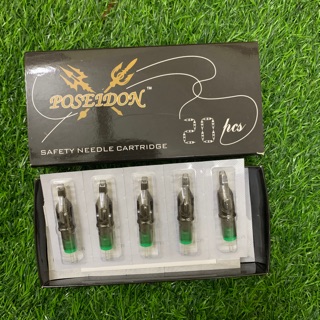 POSEIDON™
20 pcs
SAFETY NEEDLE CARTRIDGE